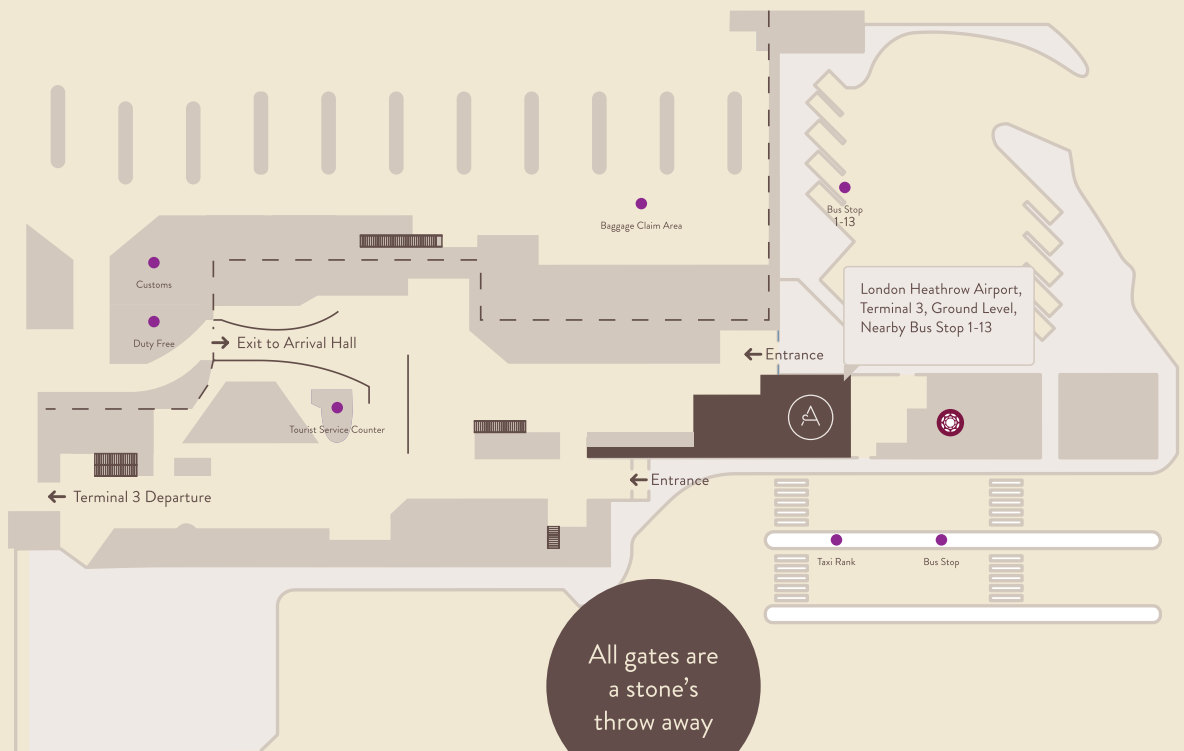 Baggage Claim Area
Bus Stop
1-13
Customs
Duty Free
Exit to Arrival Hall
London Heathrow Airport,
Terminal 3, Ground Level,
Nearby Bus Stop 1-13
Entrance
Tourist Service Counter
Entrance
Terminal 3 Departure
Taxi Rank
Bus Stop
All gates are
a stone’s
throw away